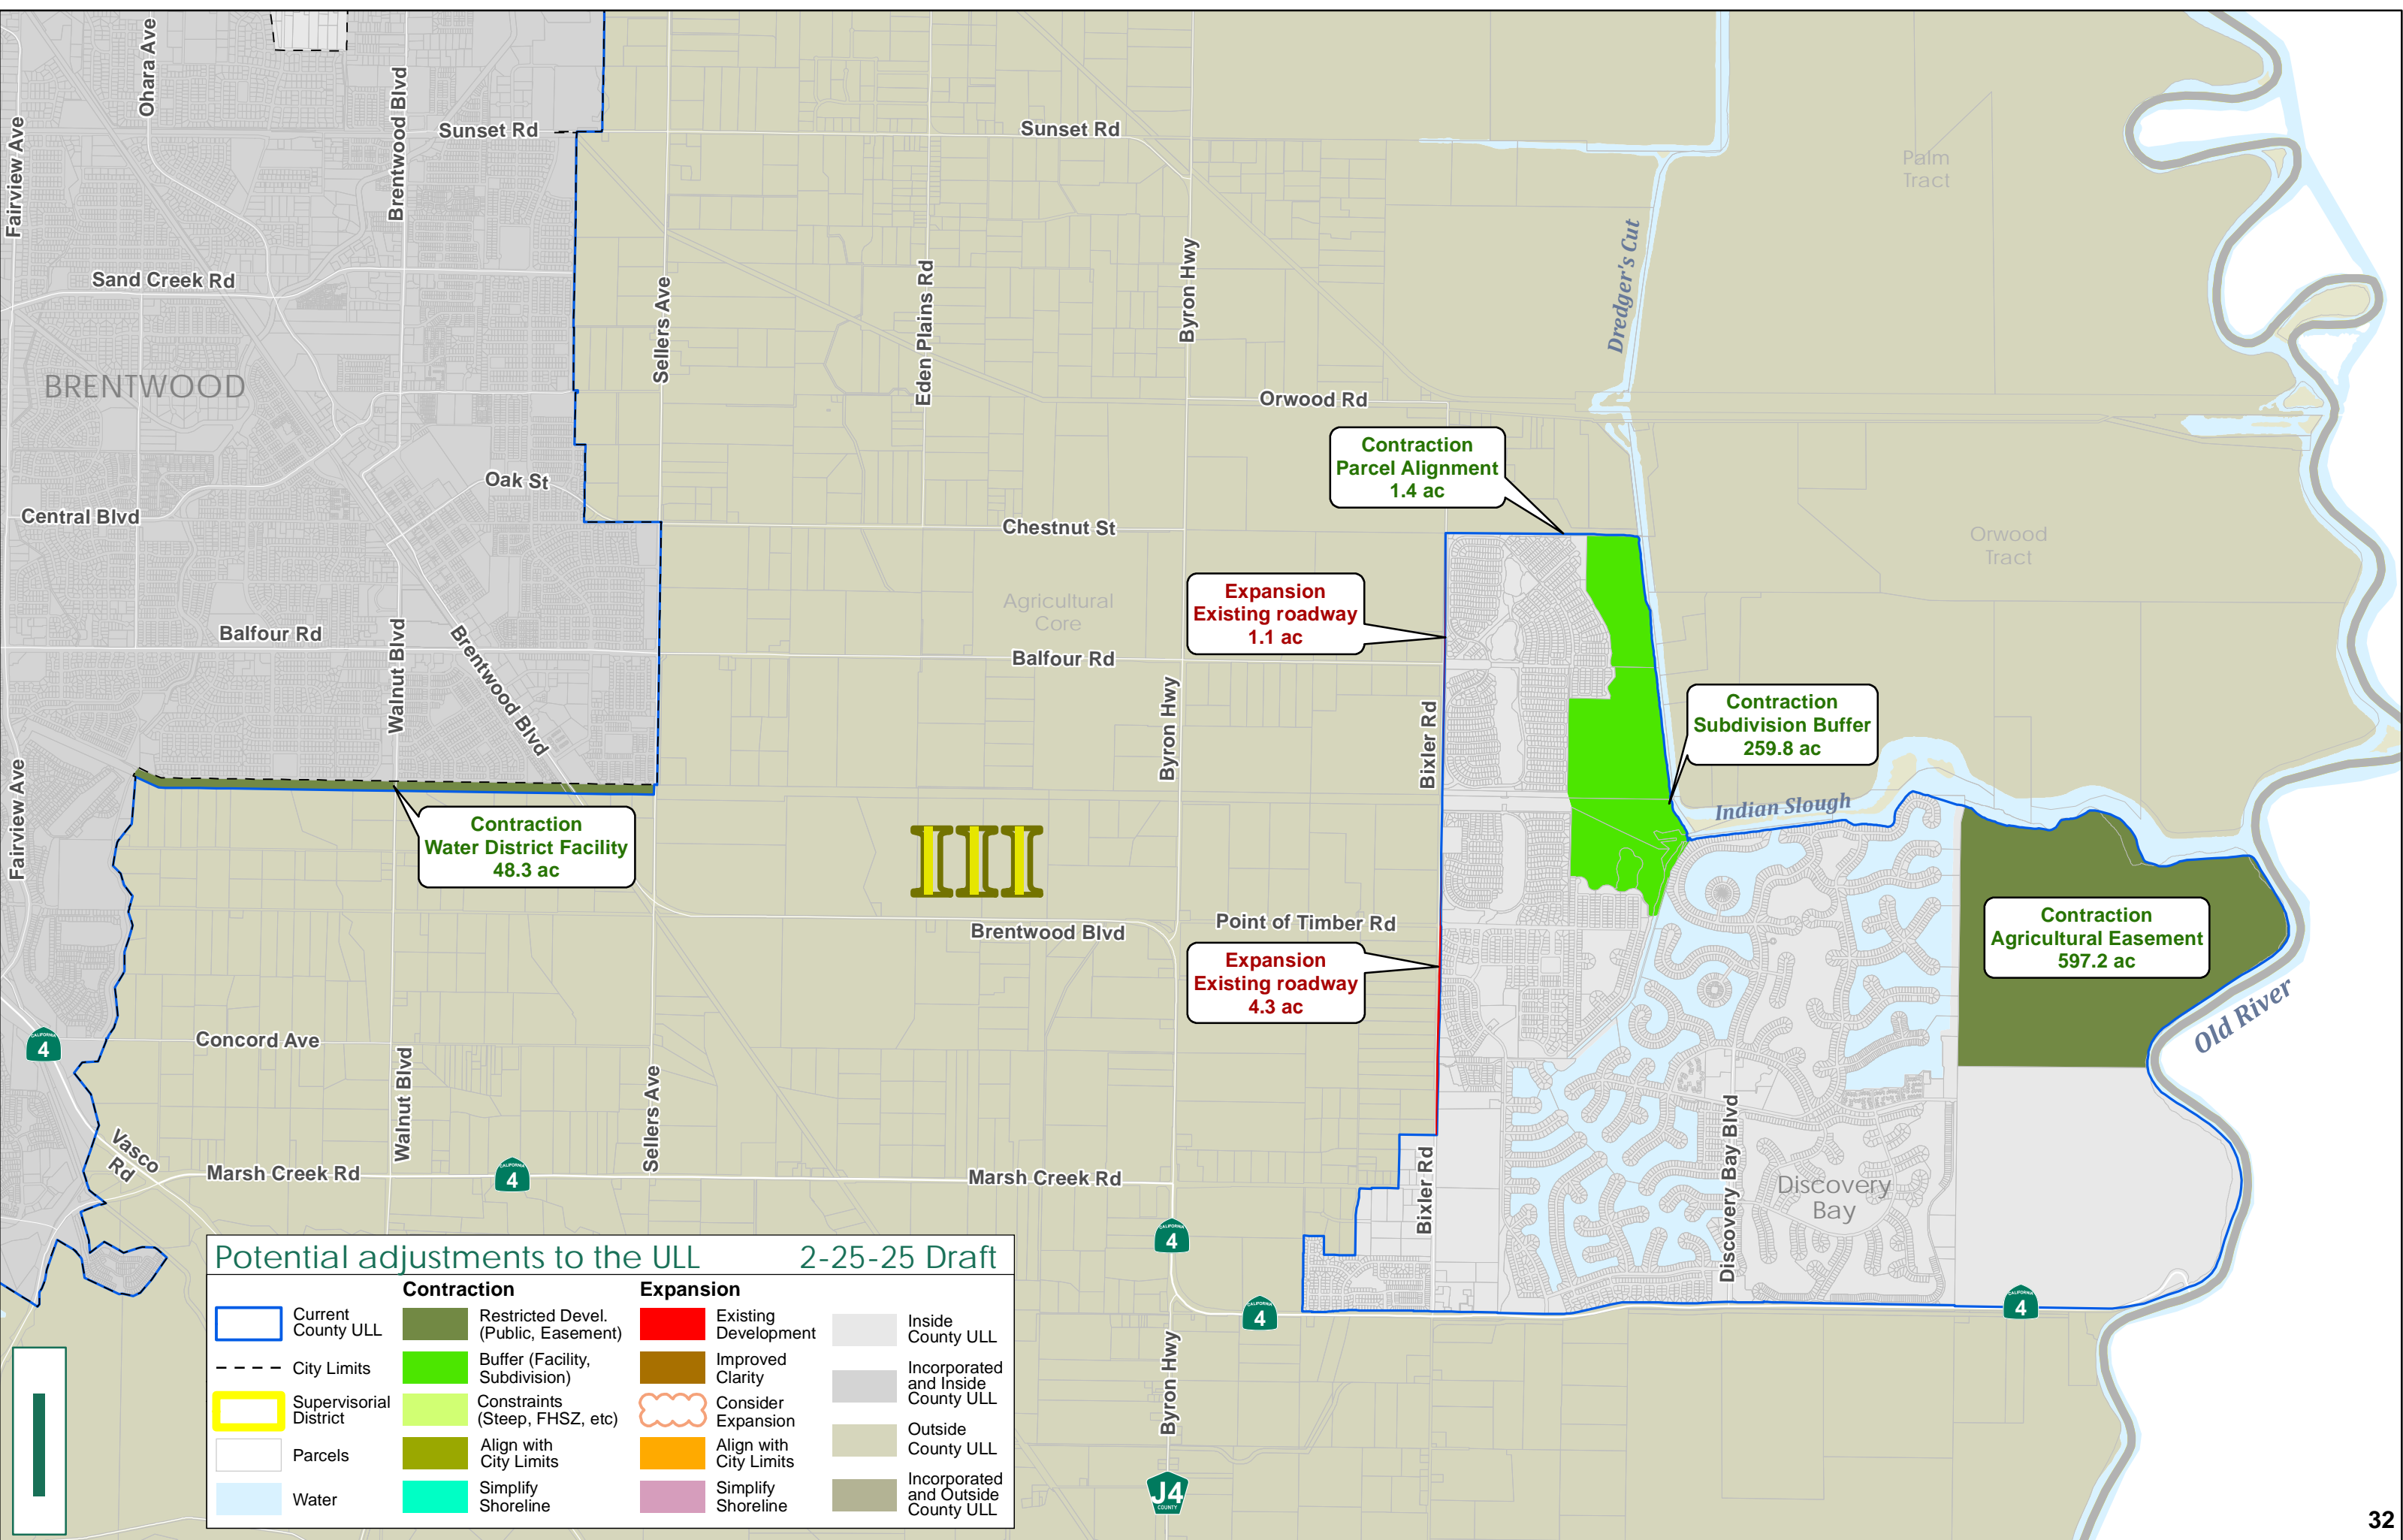 Fairview Ave
Ohara Ave
Brentwood Blvd
Sunset Rd
Sunset Rd
Palm
Tract
Sand Creek Rd
Sellers Ave
Eden Plains Rd
Byron Hwy
Dredger's Cut
BRENTWOOD
Orwood Rd
Contraction
Parcel Alignment
1.4 ac
Oak St
Central Blvd
Chestnut St
Orwood
Tract
Agricultural
Core
Expansion
Existing roadway
1.1 ac
Balfour Rd
Walnut Blvd
Brentwood Blvd
Balfour Rd
Byron Hwy
Bixler Rd
Contraction
Subdivision Buffer
259.8 ac
Fairview Ave
Contraction
Water District Facility
48.3 ac
III
Indian Slough
Brentwood Blvd
Point of Timber Rd
Expansion
Existing roadway
4.3 ac
Contraction
Agricultural Easement
597.2 ac
Old River
CALIFORNIA
4
Concord Ave
Walnut Blvd
Sellers Ave
Vasco
Rd
Marsh Creek Rd
CALIFORNIA
4
Marsh Creek Rd
Bixler Rd
Discovery Bay Blvd
Discovery
Bay
CALIFORNIA
4
CALIFORNIA
4
CALIFORNIA
4
Byron Hwy
J4
COUNTY
Potential adjustments to the ULL 2-25-25 Draft
Current
County ULL
City Limits
Supervisorial
District
Parcels
Water
Contraction
Restricted Devel.
(Public, Easement)
Buffer (Facility,
Subdivision)
Constraints
(Steep, FHSZ, etc)
Align with
City Limits
Simplify
Shoreline
Expansion
Existing
Development
Improved
Clarity
Consider
Expansion
Align with
City Limits
Simplify
Shoreline
Inside
County ULL
Incorporated
and Inside
County ULL
Outside
County ULL
Incorporated
and Outside
County ULL
32